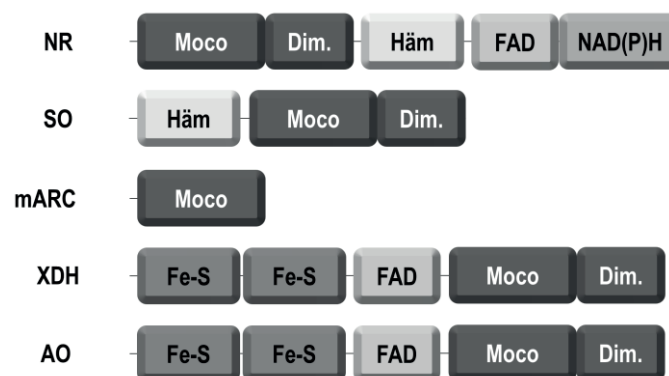 NR Moco Dim. Häm FAD NAD(P)H
SO Häm Moco Dim.
mARC Moco
XDH Fe-S Fe-S FAD Moco Dim.
AO Fe-S Fe-S FAD Moco Dim.